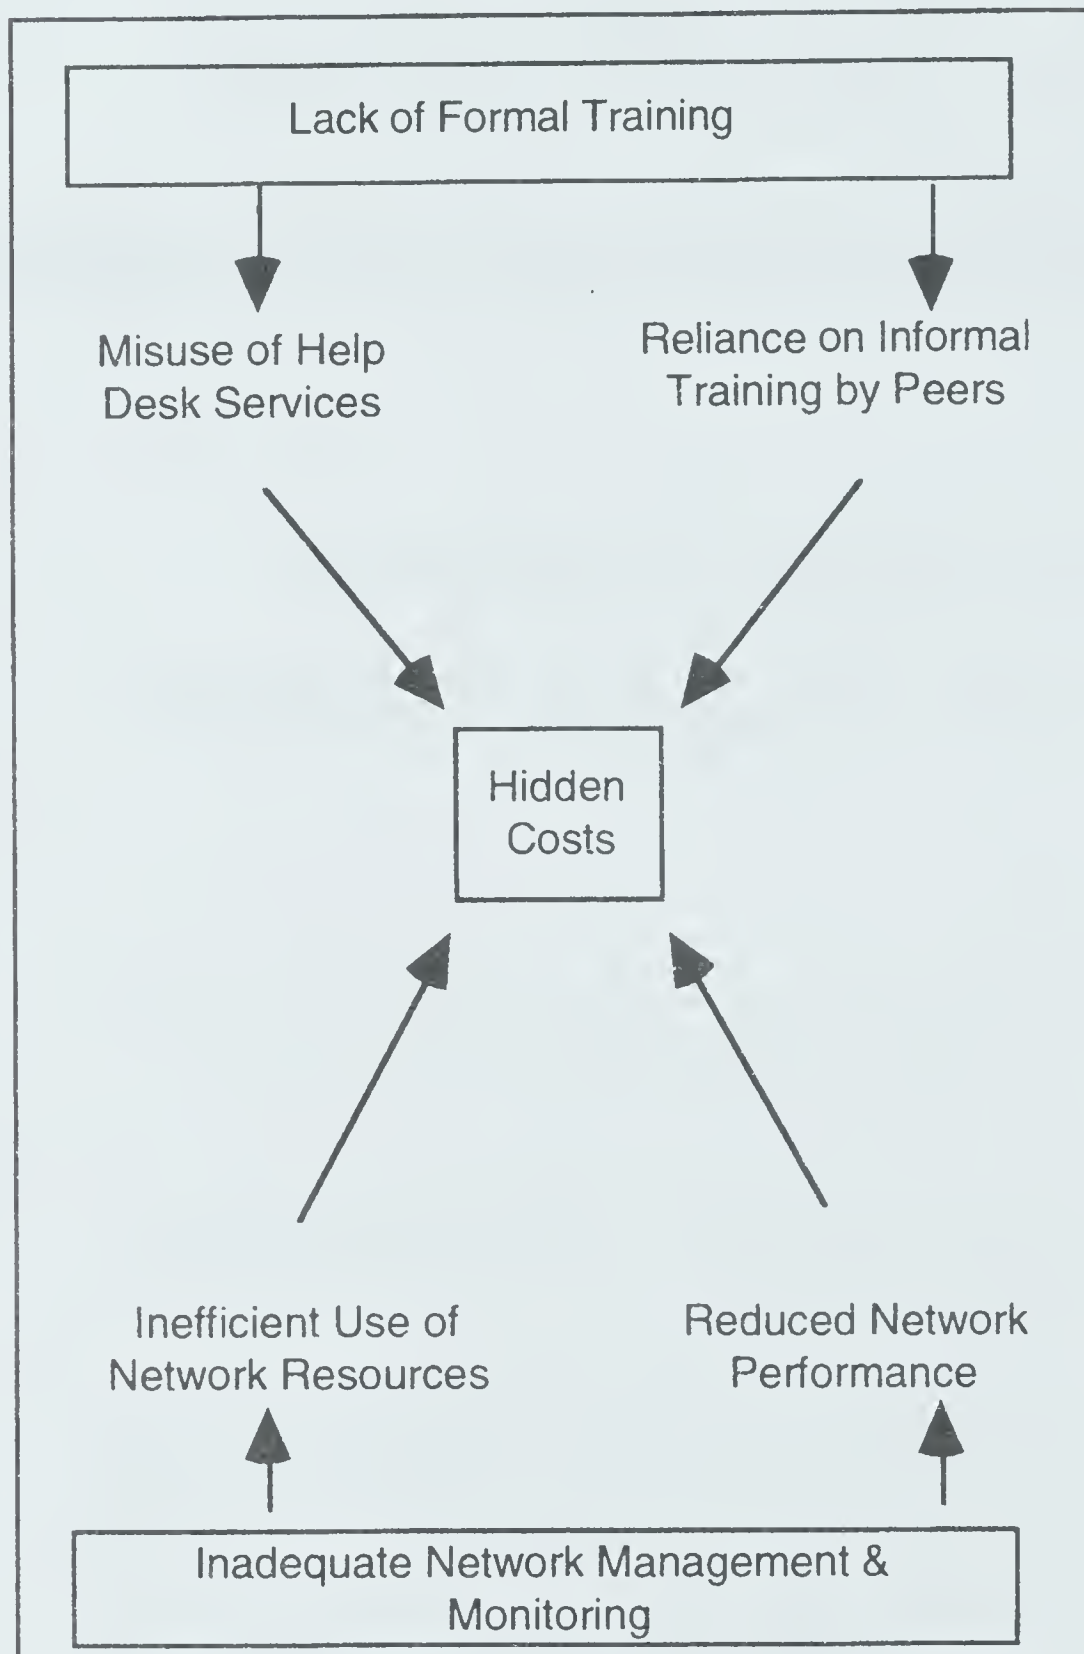 Lack of Formal Training
Misuse of Help
Desk Services
Reliance on Informal
Training by Peers
Hidden
Costs
Inefficient Use of
Network Resources
Reduced Network
Performance
Inadequate Network Management &
Monitoring